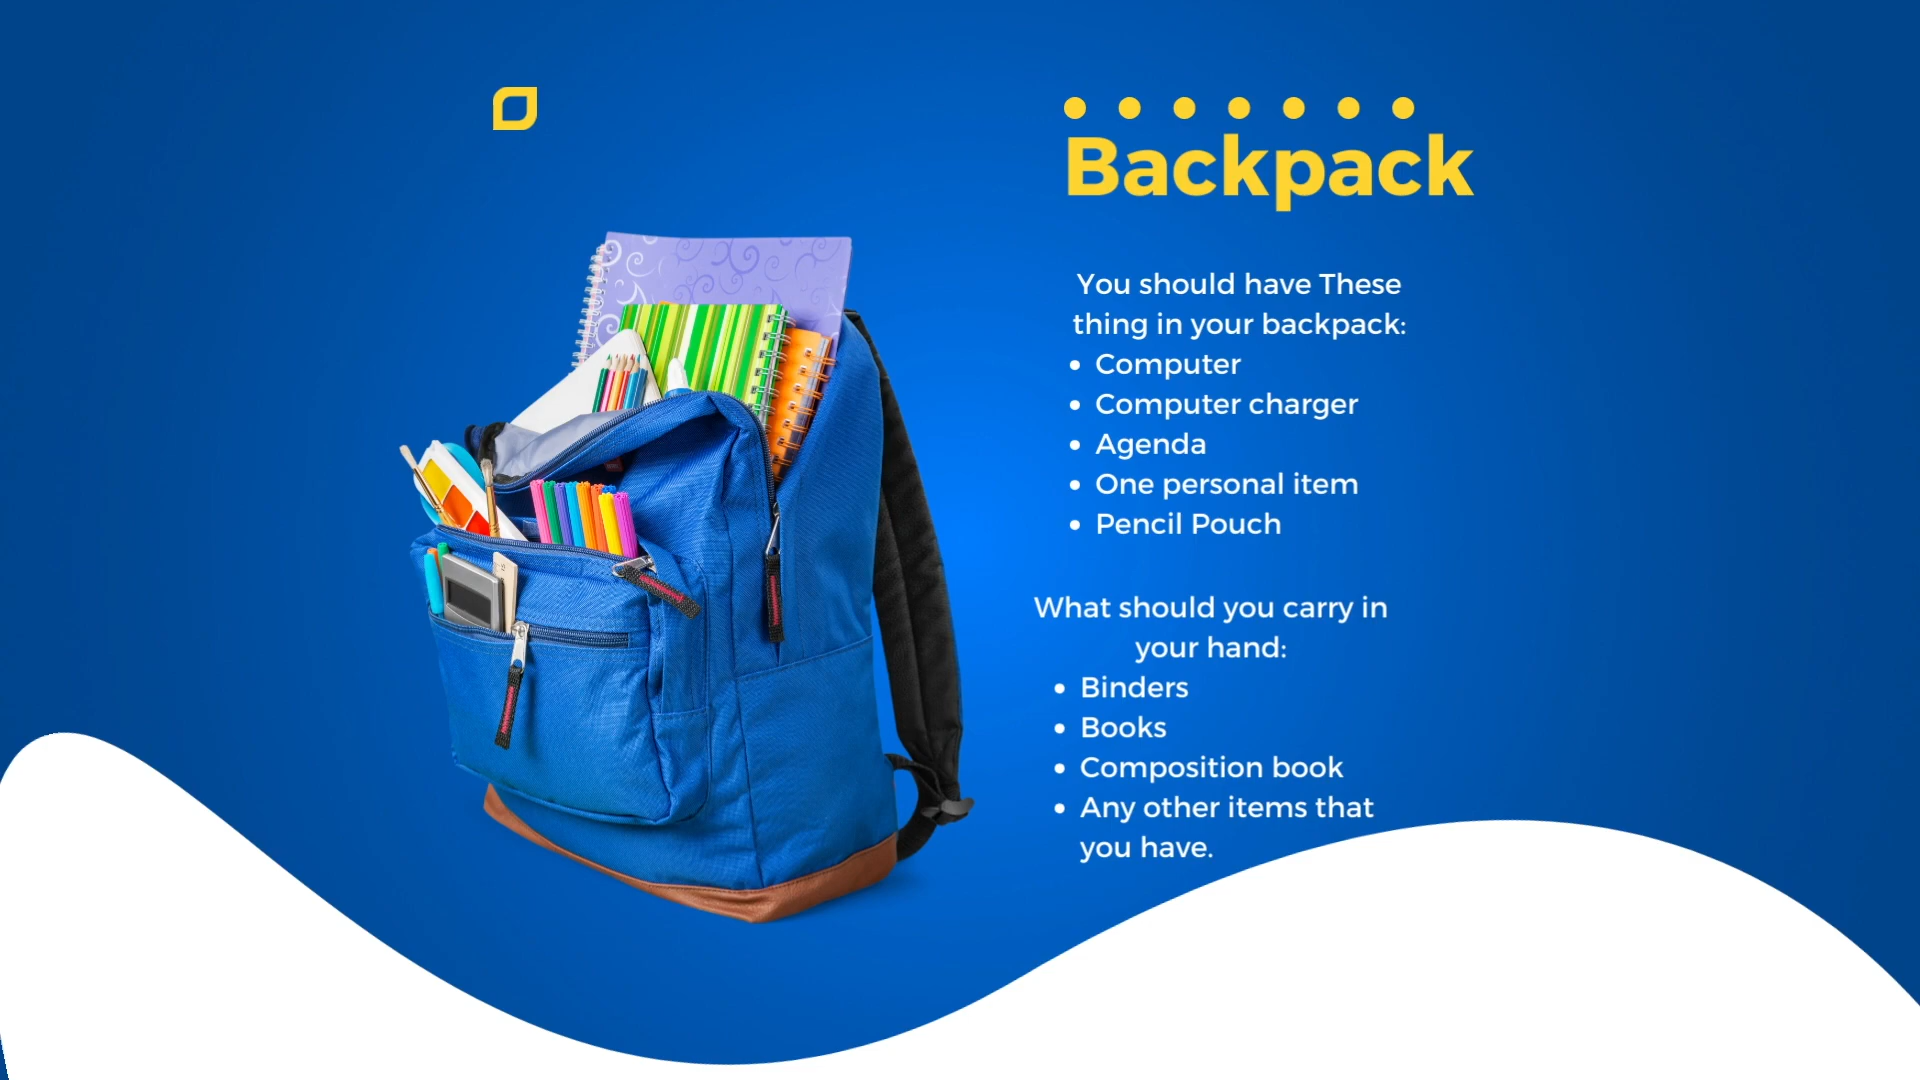 Backpack
You should have These
thing in your backpack:
• Computer
• Computer charger
• Agenda
• One personal item
• Pencil Pouch
What should you carry in
your hand:
• Binders
• Books
• Composition book
• Any other items that
you have.